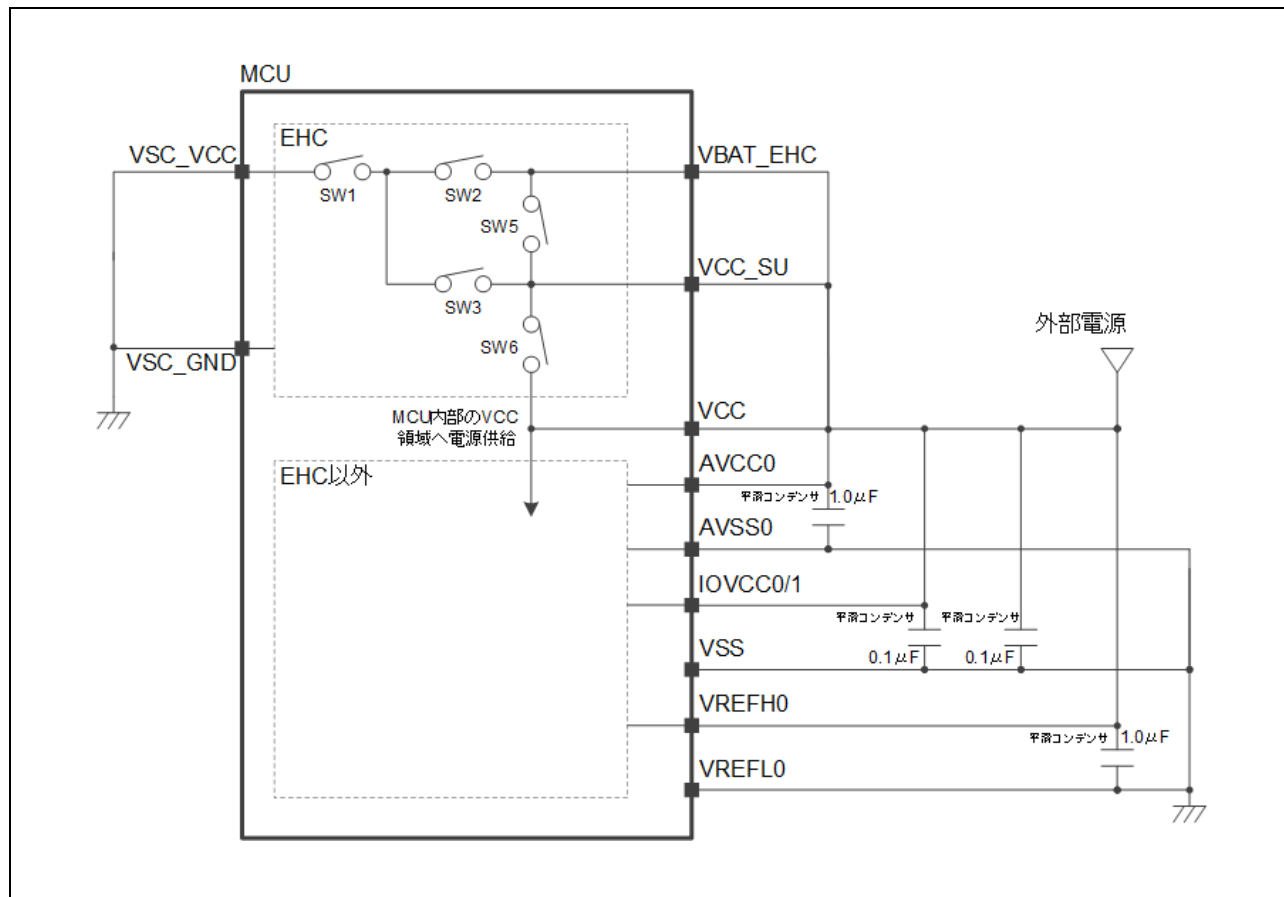 MCU
EHC
VSC_VCC
VBAT_EHC
SW1
SW2
SW5
VCC_SU
SW3
外部電源
SW6
VSC_GND
VCC
MCU内部のVCC
領域へ電源供給
AVCC0
EHC以外
平滑コンデンサ 1.0μF
AVSS0
IOVCC0/1
平滑コンデンサ 平滑コンデンサ
VSS
0.1μF 0.1μF
VREFH0
平滑コンデンサ 1.0μF
VREFL0